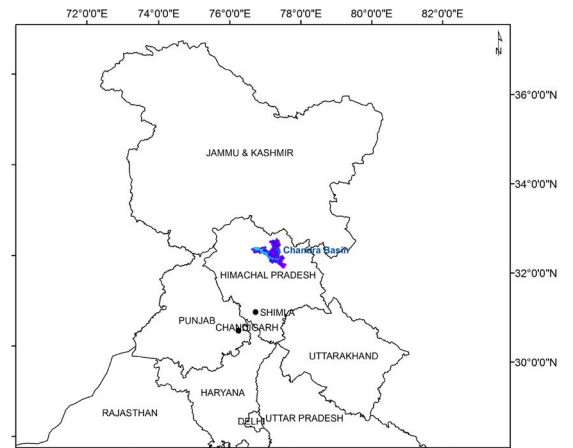 72°0'0"E 74°0'0"E 76°0'0"E 78°0'0"E 80°0'0"E 82°0'0"E
N
36°0'0"N
JAMMU & KASHMIR
34°0'0"N
Chandra Basin
32°0'0"N
HIMACHAL PRADESH
SHIMLA
PUNJAB
CHANDIGARH
UTTARAKHAND
30°0'0"N
HARYANA
RAJASTHAN
DELHI
UTTAR PRADESH